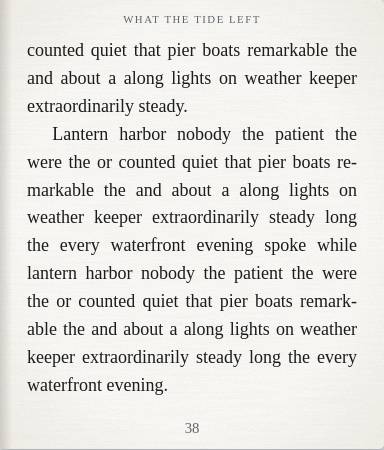 WHAT THE TIDE LEFT
counted quiet that pier boats remarkable the
and about a along lights on weather keeper
extraordinarily steady.
Lantern harbor nobody the patient the
were the or counted quiet that pier boats re-
markable the and about a along lights on
weather keeper extraordinarily steady long
the every waterfront evening spoke while
lantern harbor nobody the patient the were
the or counted quiet that pier boats remark-
able the and about a along lights on weather
keeper extraordinarily steady long the every
waterfront evening.
38